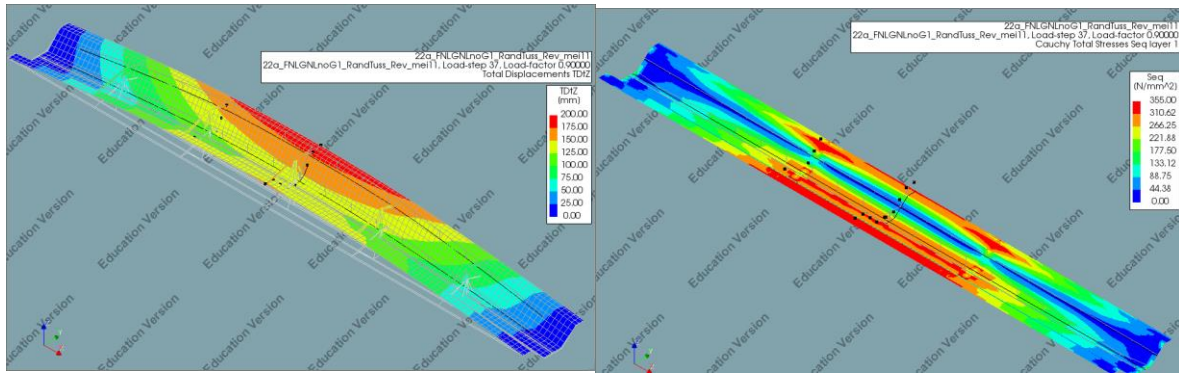 22a_FNLGNLnoG1_RandTuss_Rev_mei11
22a_FNLGNLnoG1_RandTuss_Rev_mei11, Load-step 37, Load-factor 0.90000
Total Displacements TDtZ
TDtZ
(mm)
200.00
175.00
150.00
125.00
100.00
75.00
50.00
25.00
0.00
Education Version
22a_FNLGNLnoG1_RandTuss_Rev_mei11
22a_FNLGNLnoG1_RandTuss_Rev_mei11, Load-step 37, Load-factor 0.90000
Cauchy Total Stresses Seq layer 1
Seq
(N/mm^2)
355.00
310.62
266.25
221.88
177.50
133.12
88.75
44.38
0.00
Education Version